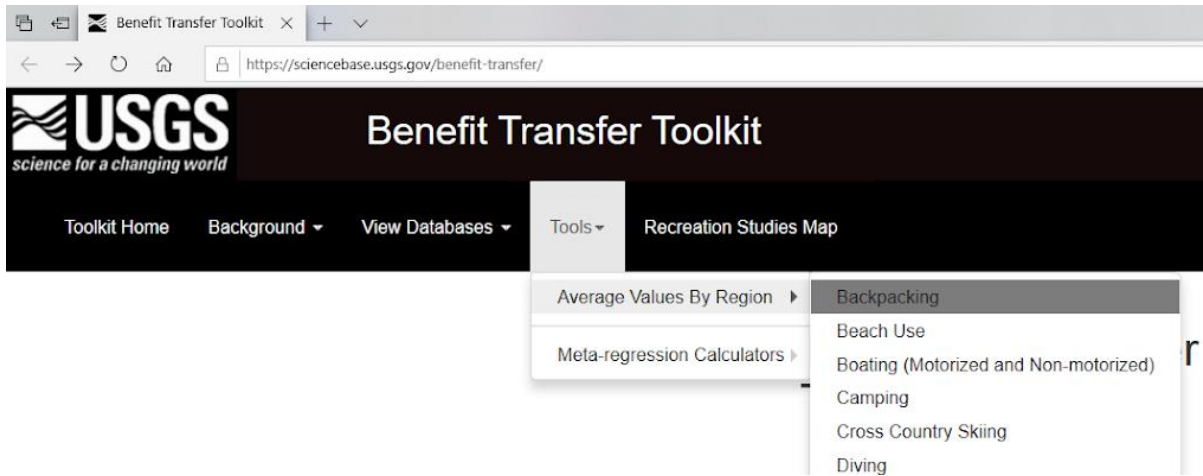 Benefit Transfer Toolkit
https://sciencebase.usgs.gov/benefit-transfer/
USGS
science for a changing world
Benefit Transfer Toolkit
Toolkit Home Background View Databases Tools Recreation Studies Map
Average Values By Region
Meta-regression Calculators
Backpacking
Beach Use
Boating (Motorized and Non-motorized)
Camping
Cross Country Skiing
Diving
r